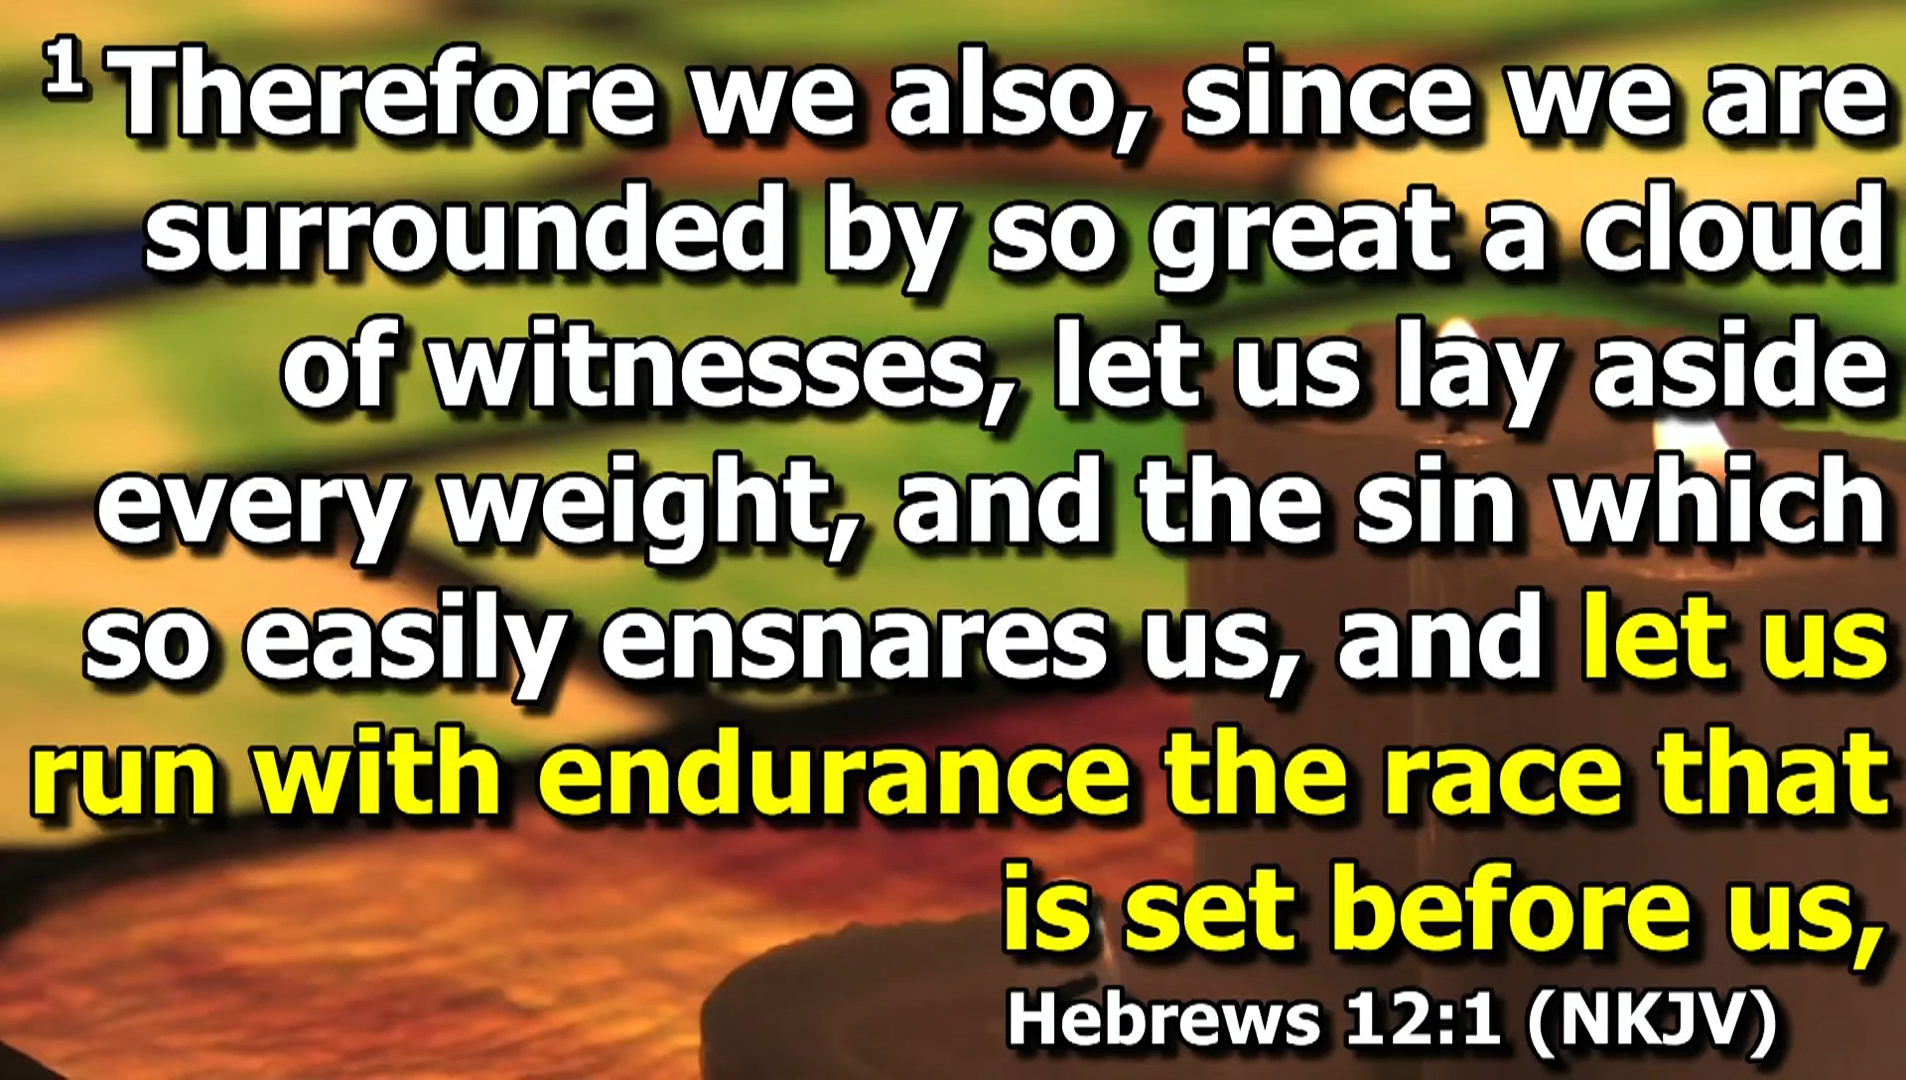 1 Therefore we also, since we are
surrounded by so great a cloud
of witnesses, let us lay aside
every weight, and the sin which
so easily ensnares us, and let us
run with endurance the race that
is set before us,
Hebrews 12:1 (NKJV)